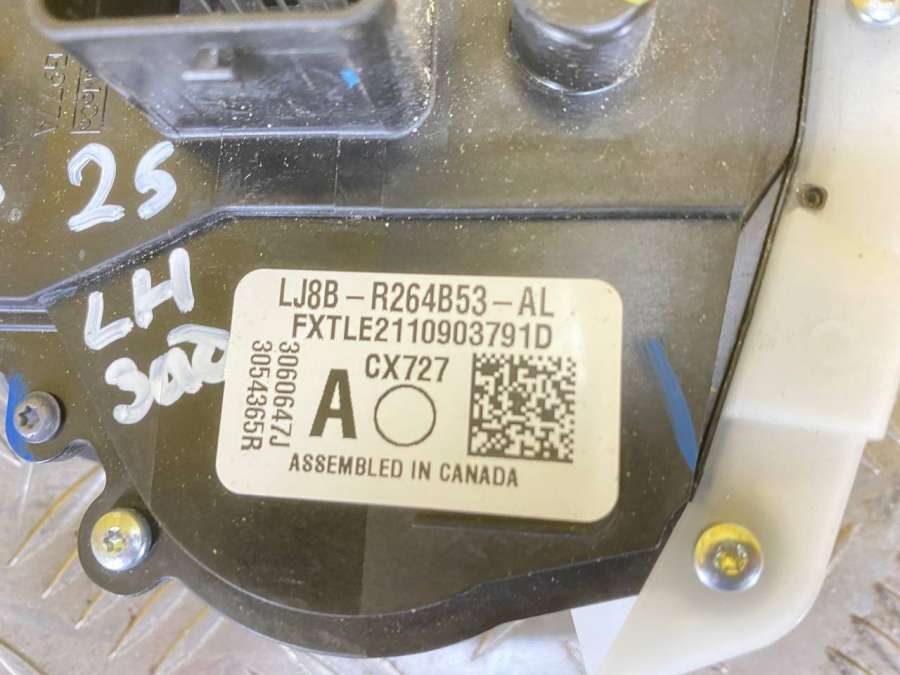 25
LH
LJ8B-R264B53-AL
FXTLE2110903791D
3060647J
3054365R
A
CX727
ASSEMBLED IN CANADA